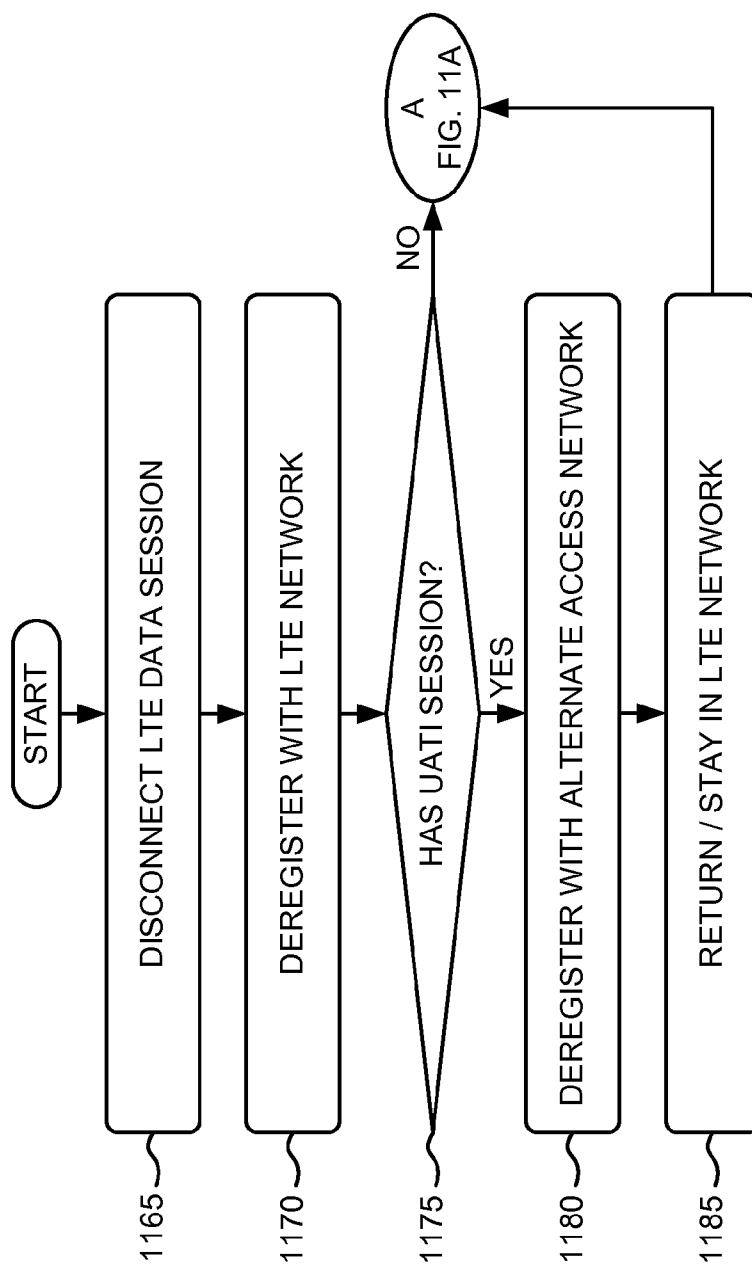 START
1165
DISCONNECT LTE DATA SESSION
1170
DEREGISTER WITH LTE NETWORK
1175
HAS UATI SESSION?
NO
A
FIG. 11A
YES
1180
DEREGISTER WITH ALTERNATE ACCESS NETWORK
1185
RETURN / STAY IN LTE NETWORK